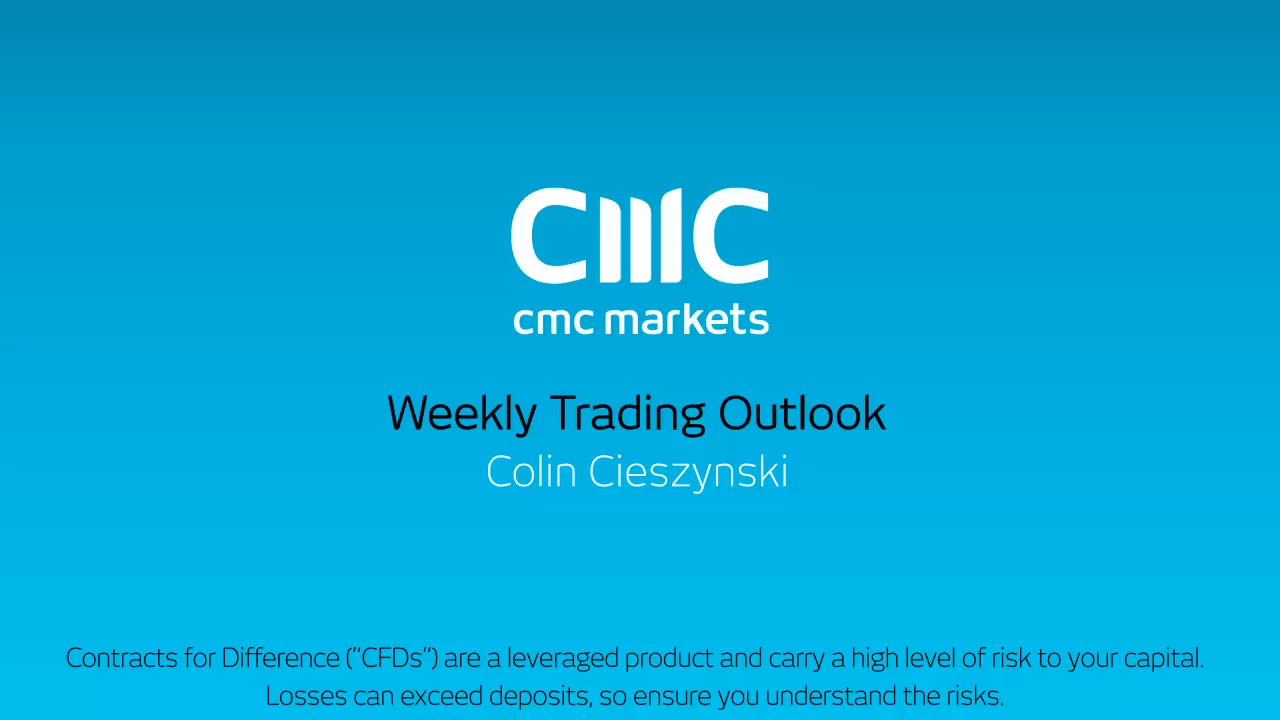 CMC
cmc markets
Weekly Trading Outlook
Colin Cieszynski
Contracts for Difference (“CFDs”) are a leveraged product and carry a high level of risk to your capital.
Losses can exceed deposits, so ensure you understand the risks.